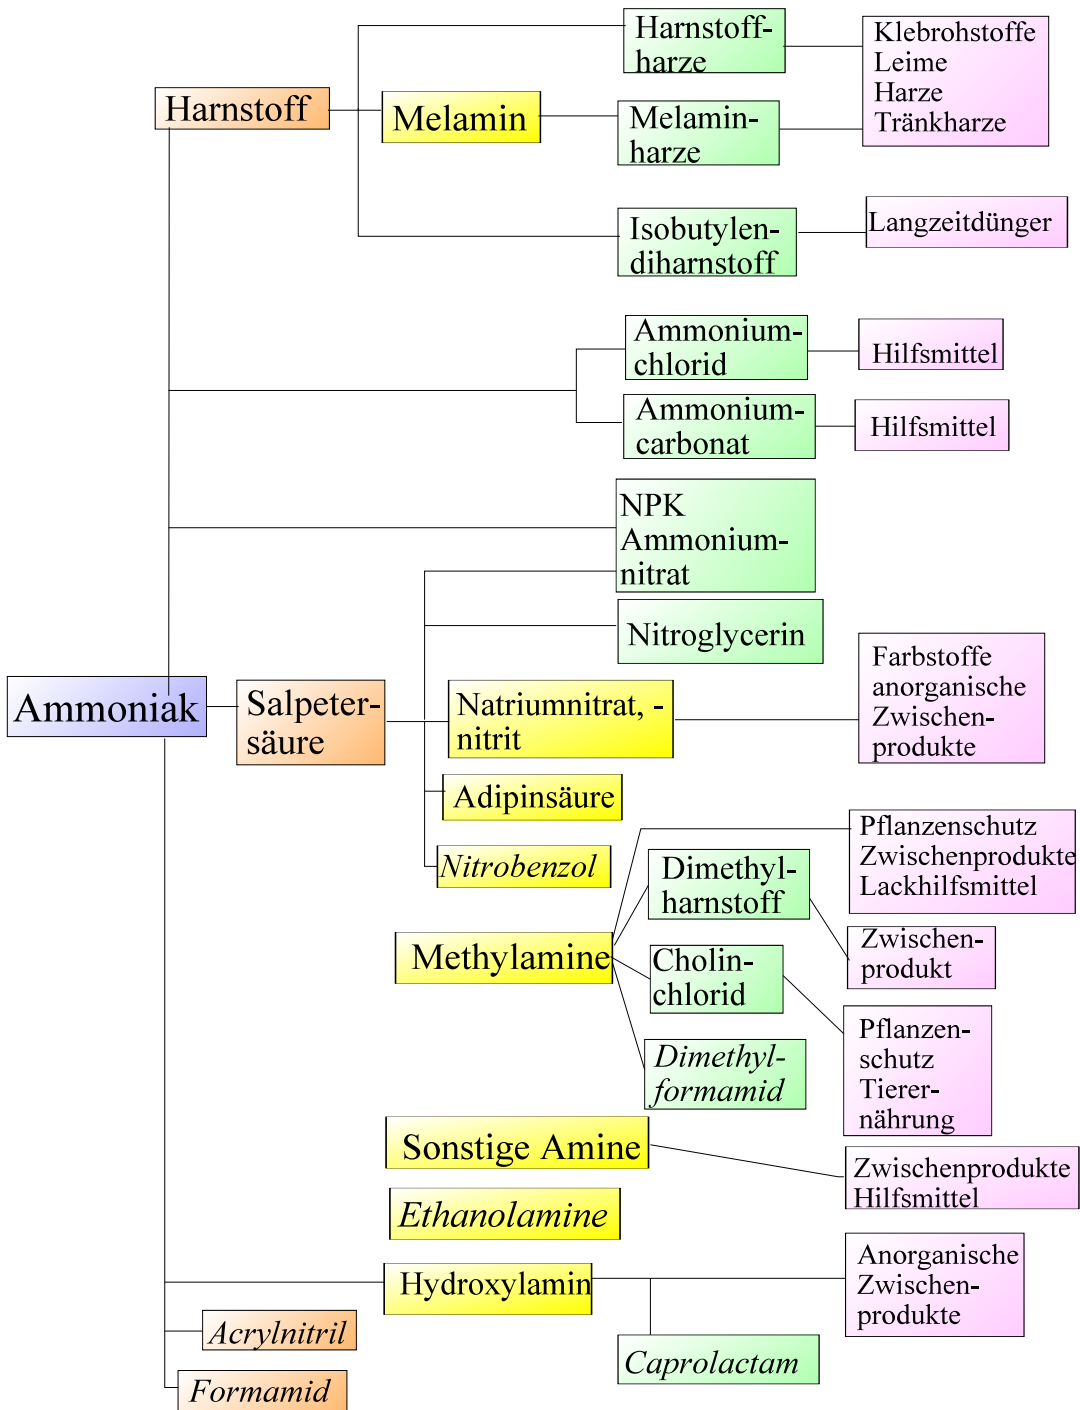 Harnstoff-
harze
Klebrohstoffe
Leime
Harze
Tränkharze
Harnstoff
Melamin
Melamin-
harze
Isobutylen-
diharnstoff
Langzeitdünger
Ammonium-
chlorid
Hilfsmittel
Ammonium-
carbonat
Hilfsmittel
NPK
Ammonium-
nitrat
Nitroglycerin
Ammoniak
Salpeter-
säure
Natriumnitrat, -
nitrit
Farbstoffe
anorganische
Zwischen-
produkte
Adipinsäure
Nitrobenzol
Methylamine
Dimethyl-
harnstoff
Pflanzenschutz
Zwischenprodukte
Lackhilfsmittel
Zwischen-
produkt
Cholin-
chlorid
Pflanzen-
schutz
Tierer-
nährung
Dimethyl-
formamid
Sonstige Amine
Zwischenprodukte
Hilfsmittel
Ethanolamine
Hydroxylamin
Anorganische
Zwischen-
produkte
Acrylnitril
Caprolactam
Formamid